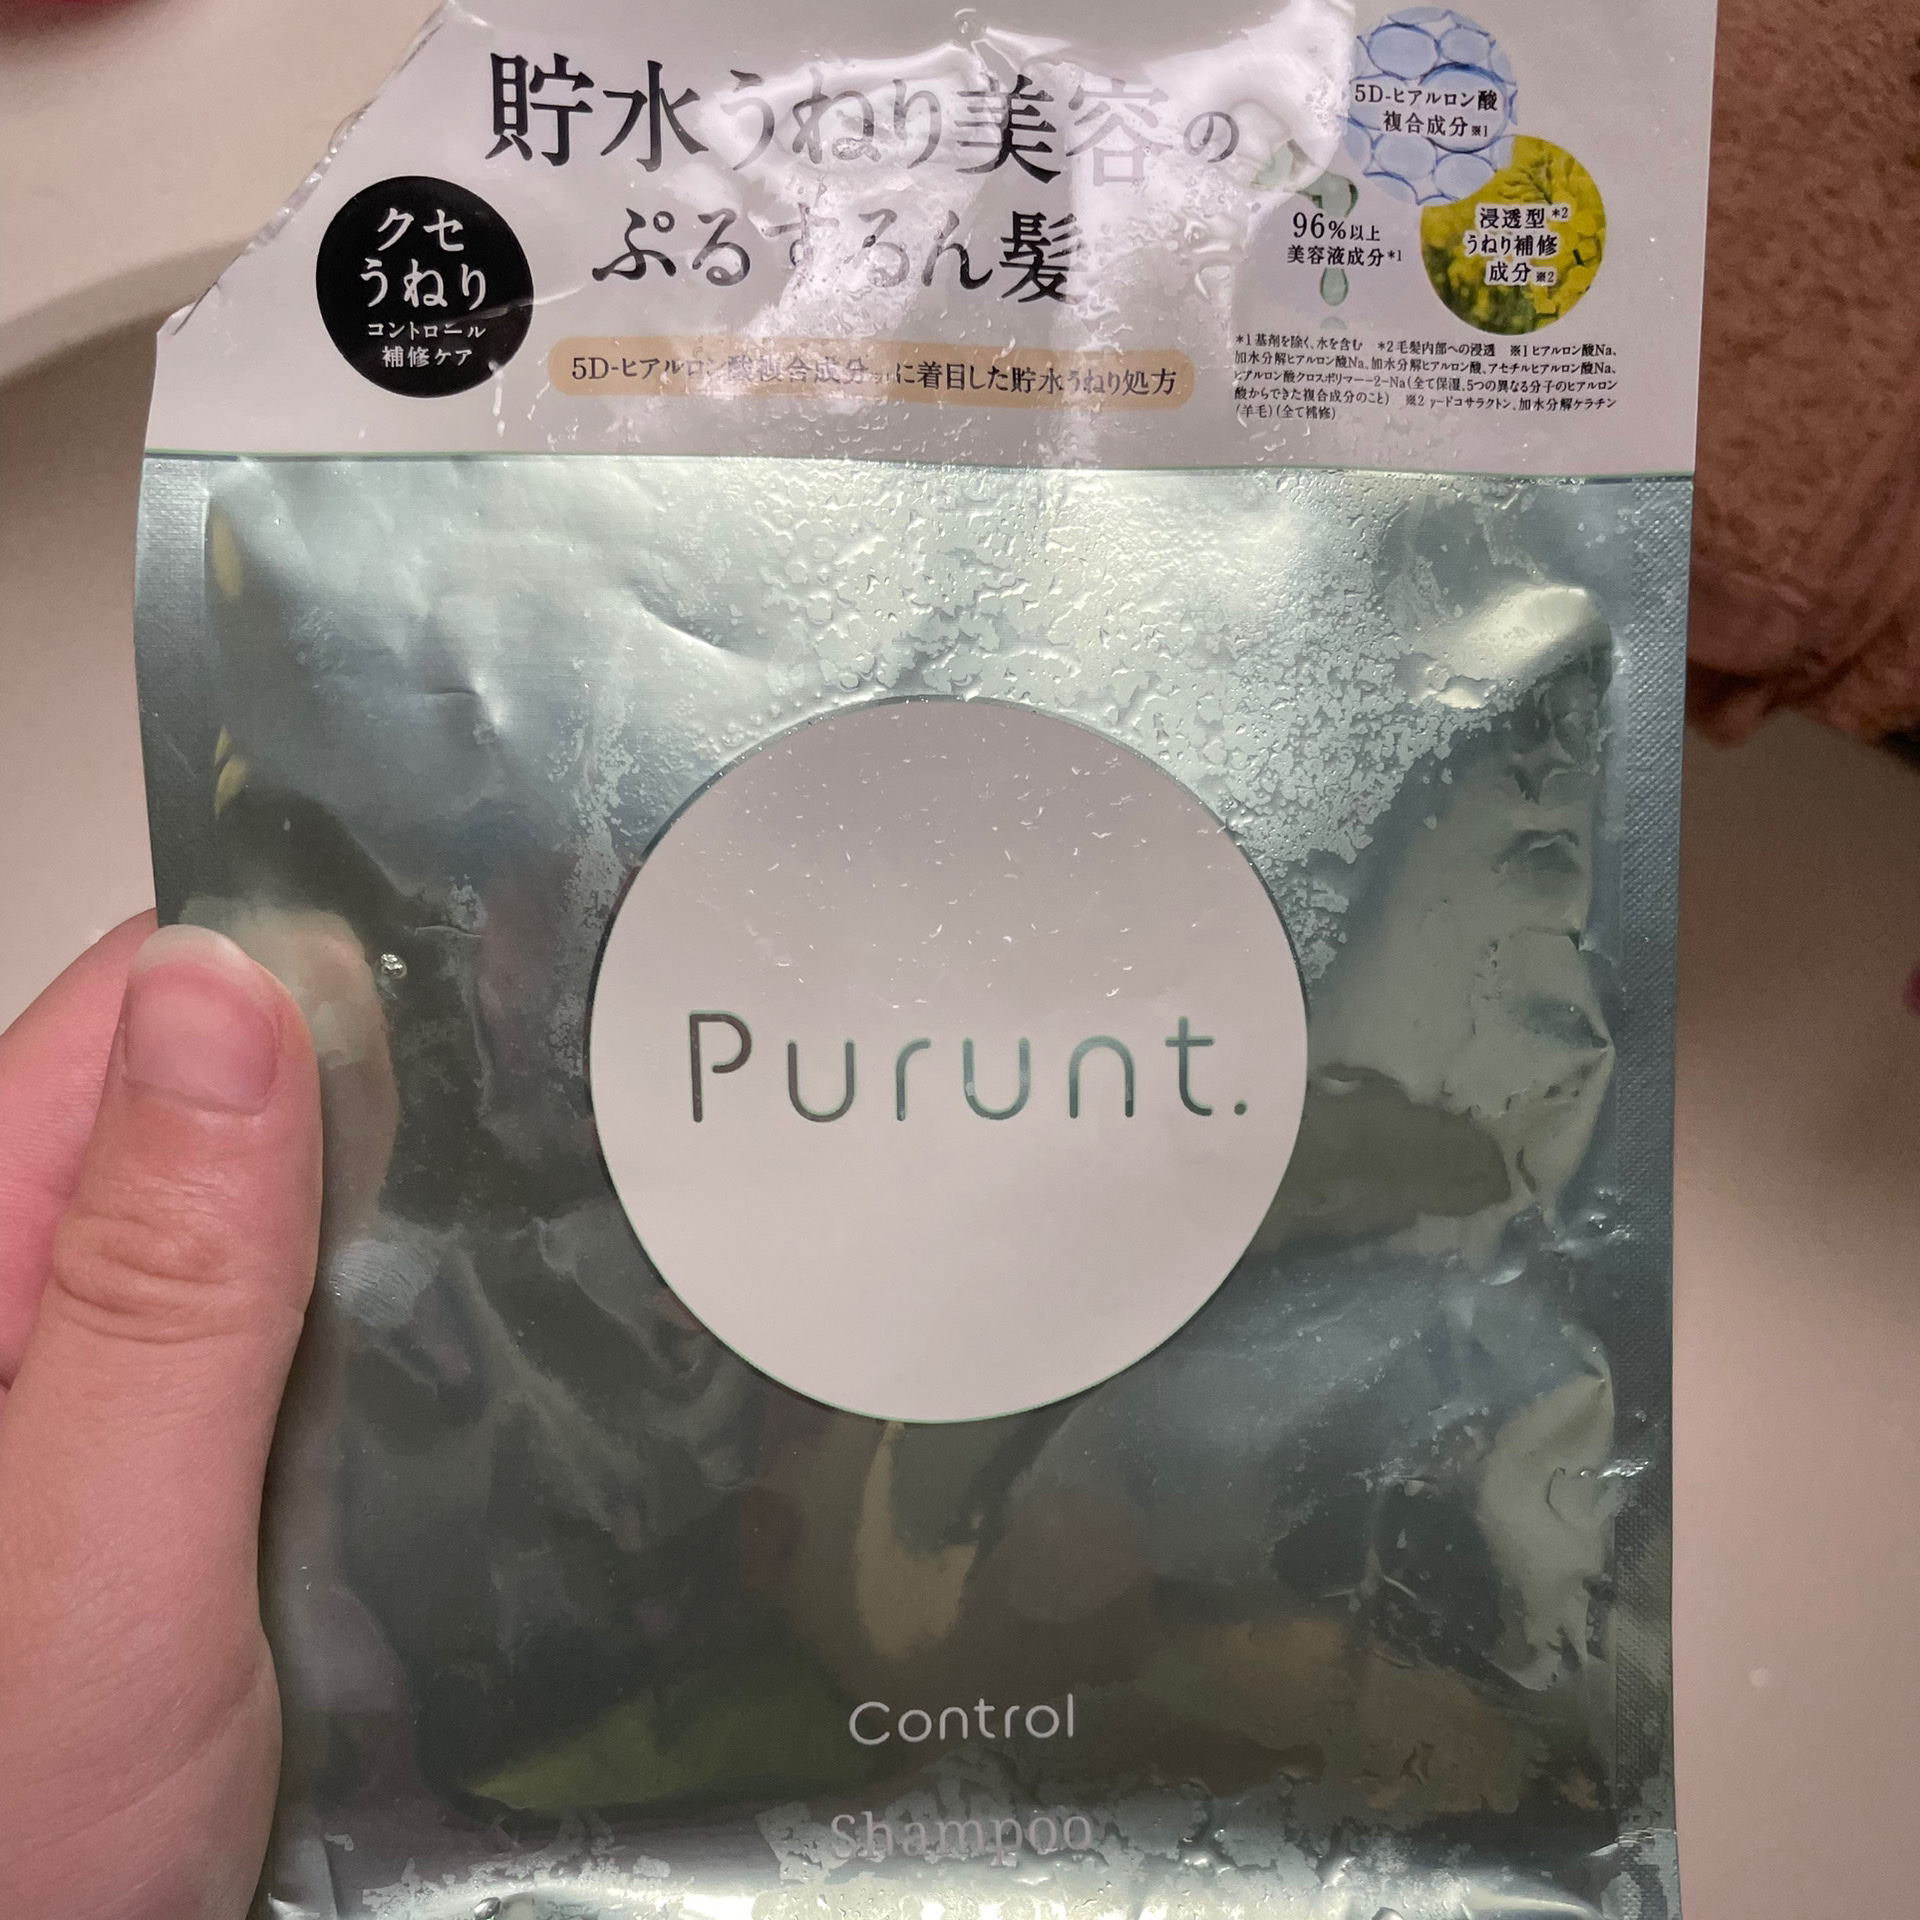 貯水うねり美容の
ぷるするん髪
クセ
うねり
コントロール
補修ケア
5D-ヒアルロン酸複合成分※1に着目した貯水うねり処方
5D-ヒアルロン酸
複合成分※1
96%以上
美容液成分*1
浸透型*2
うねり補修
成分※2
*1 基剤を除く、水を含む *2 毛髪内部への浸透 ※1 ヒアルロン酸Na、
加水分解ヒアルロン酸Na、加水分解ヒアルロン酸、アセチルヒアルロン酸Na、
ヒアルロン酸クロスポリマー-2-Na(全て保湿、5つの異なる分子のヒアルロン
酸からできた複合成分のこと) ※2 γ-ドコサラクトン、加水分解ケラチン
(羊毛)(全て補修)
Purunt.
Control
Shampoo